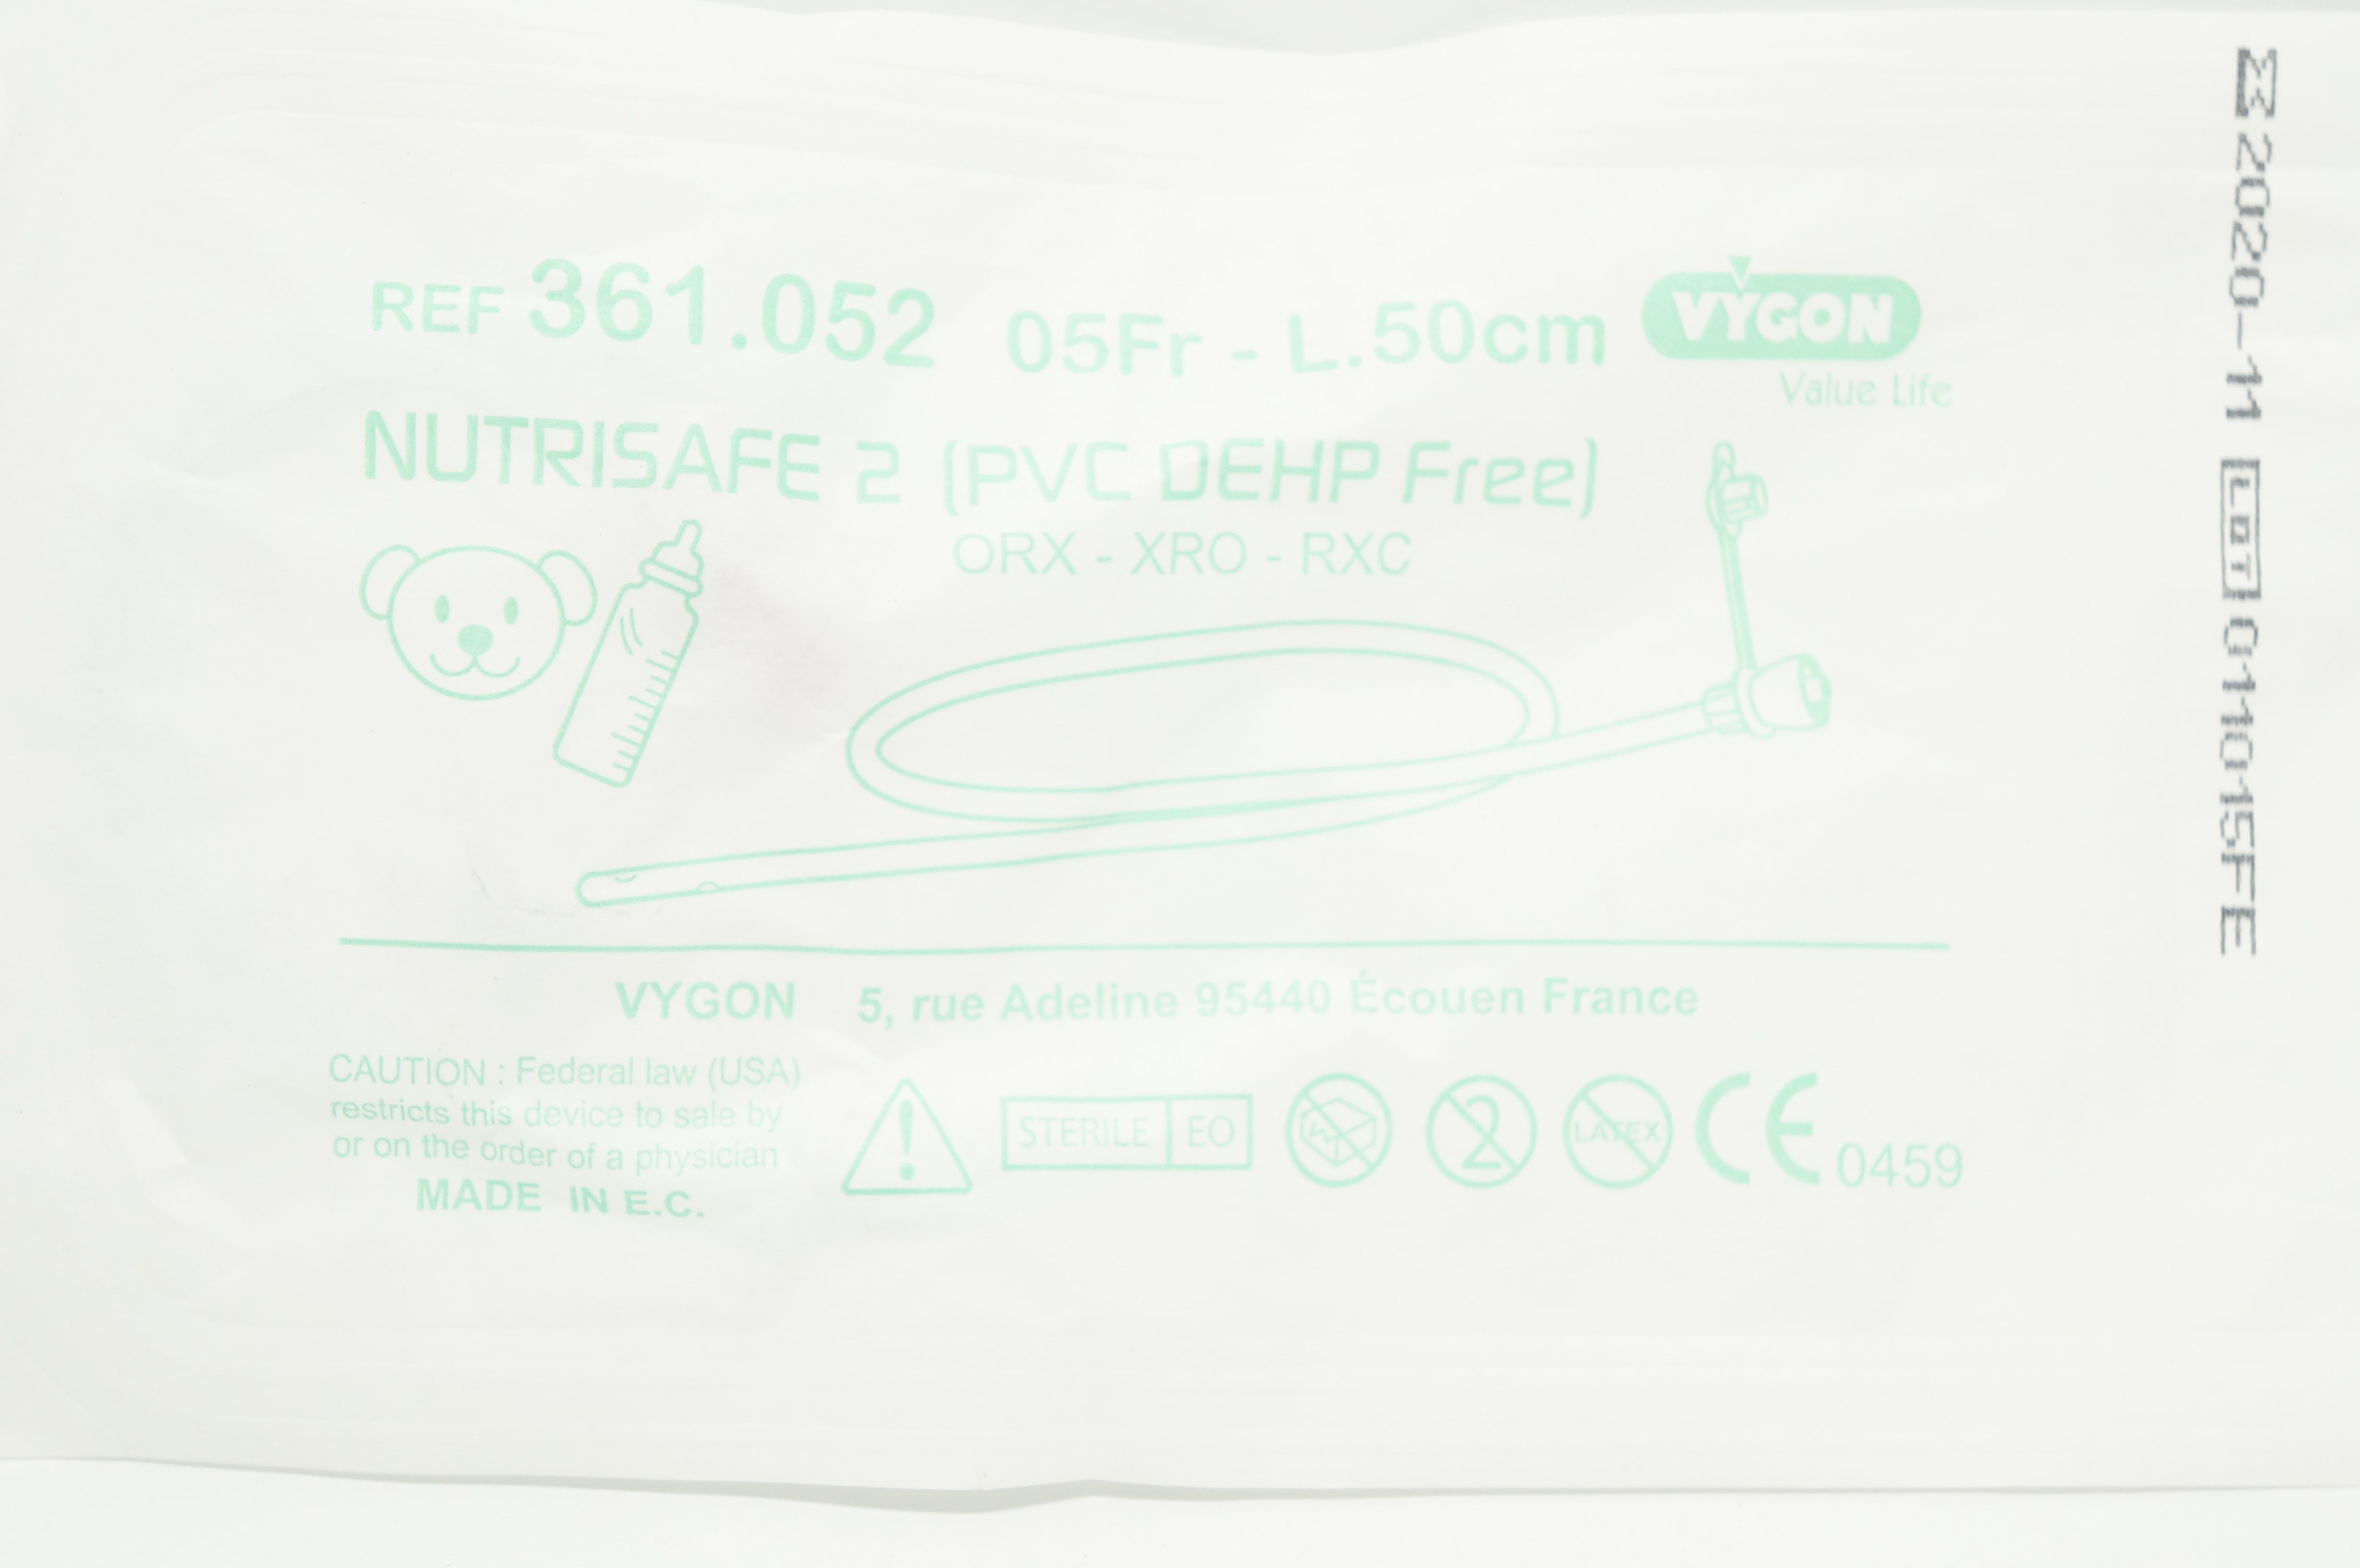 REF 361.052 05Fr - L.50cm VYGON
Value Life
NUTRISAFE 2 (PVC DEHP Free)
ORX - XRO - RXC
VYGON 5, rue Adeline 95440 Écouen France
CAUTION : Federal law (USA)
restricts this device to sale by
or on the order of a physician
MADE IN E.C.
STERILE EO
2
LATEX
CE 0459
2020-11 LOT 011015FE